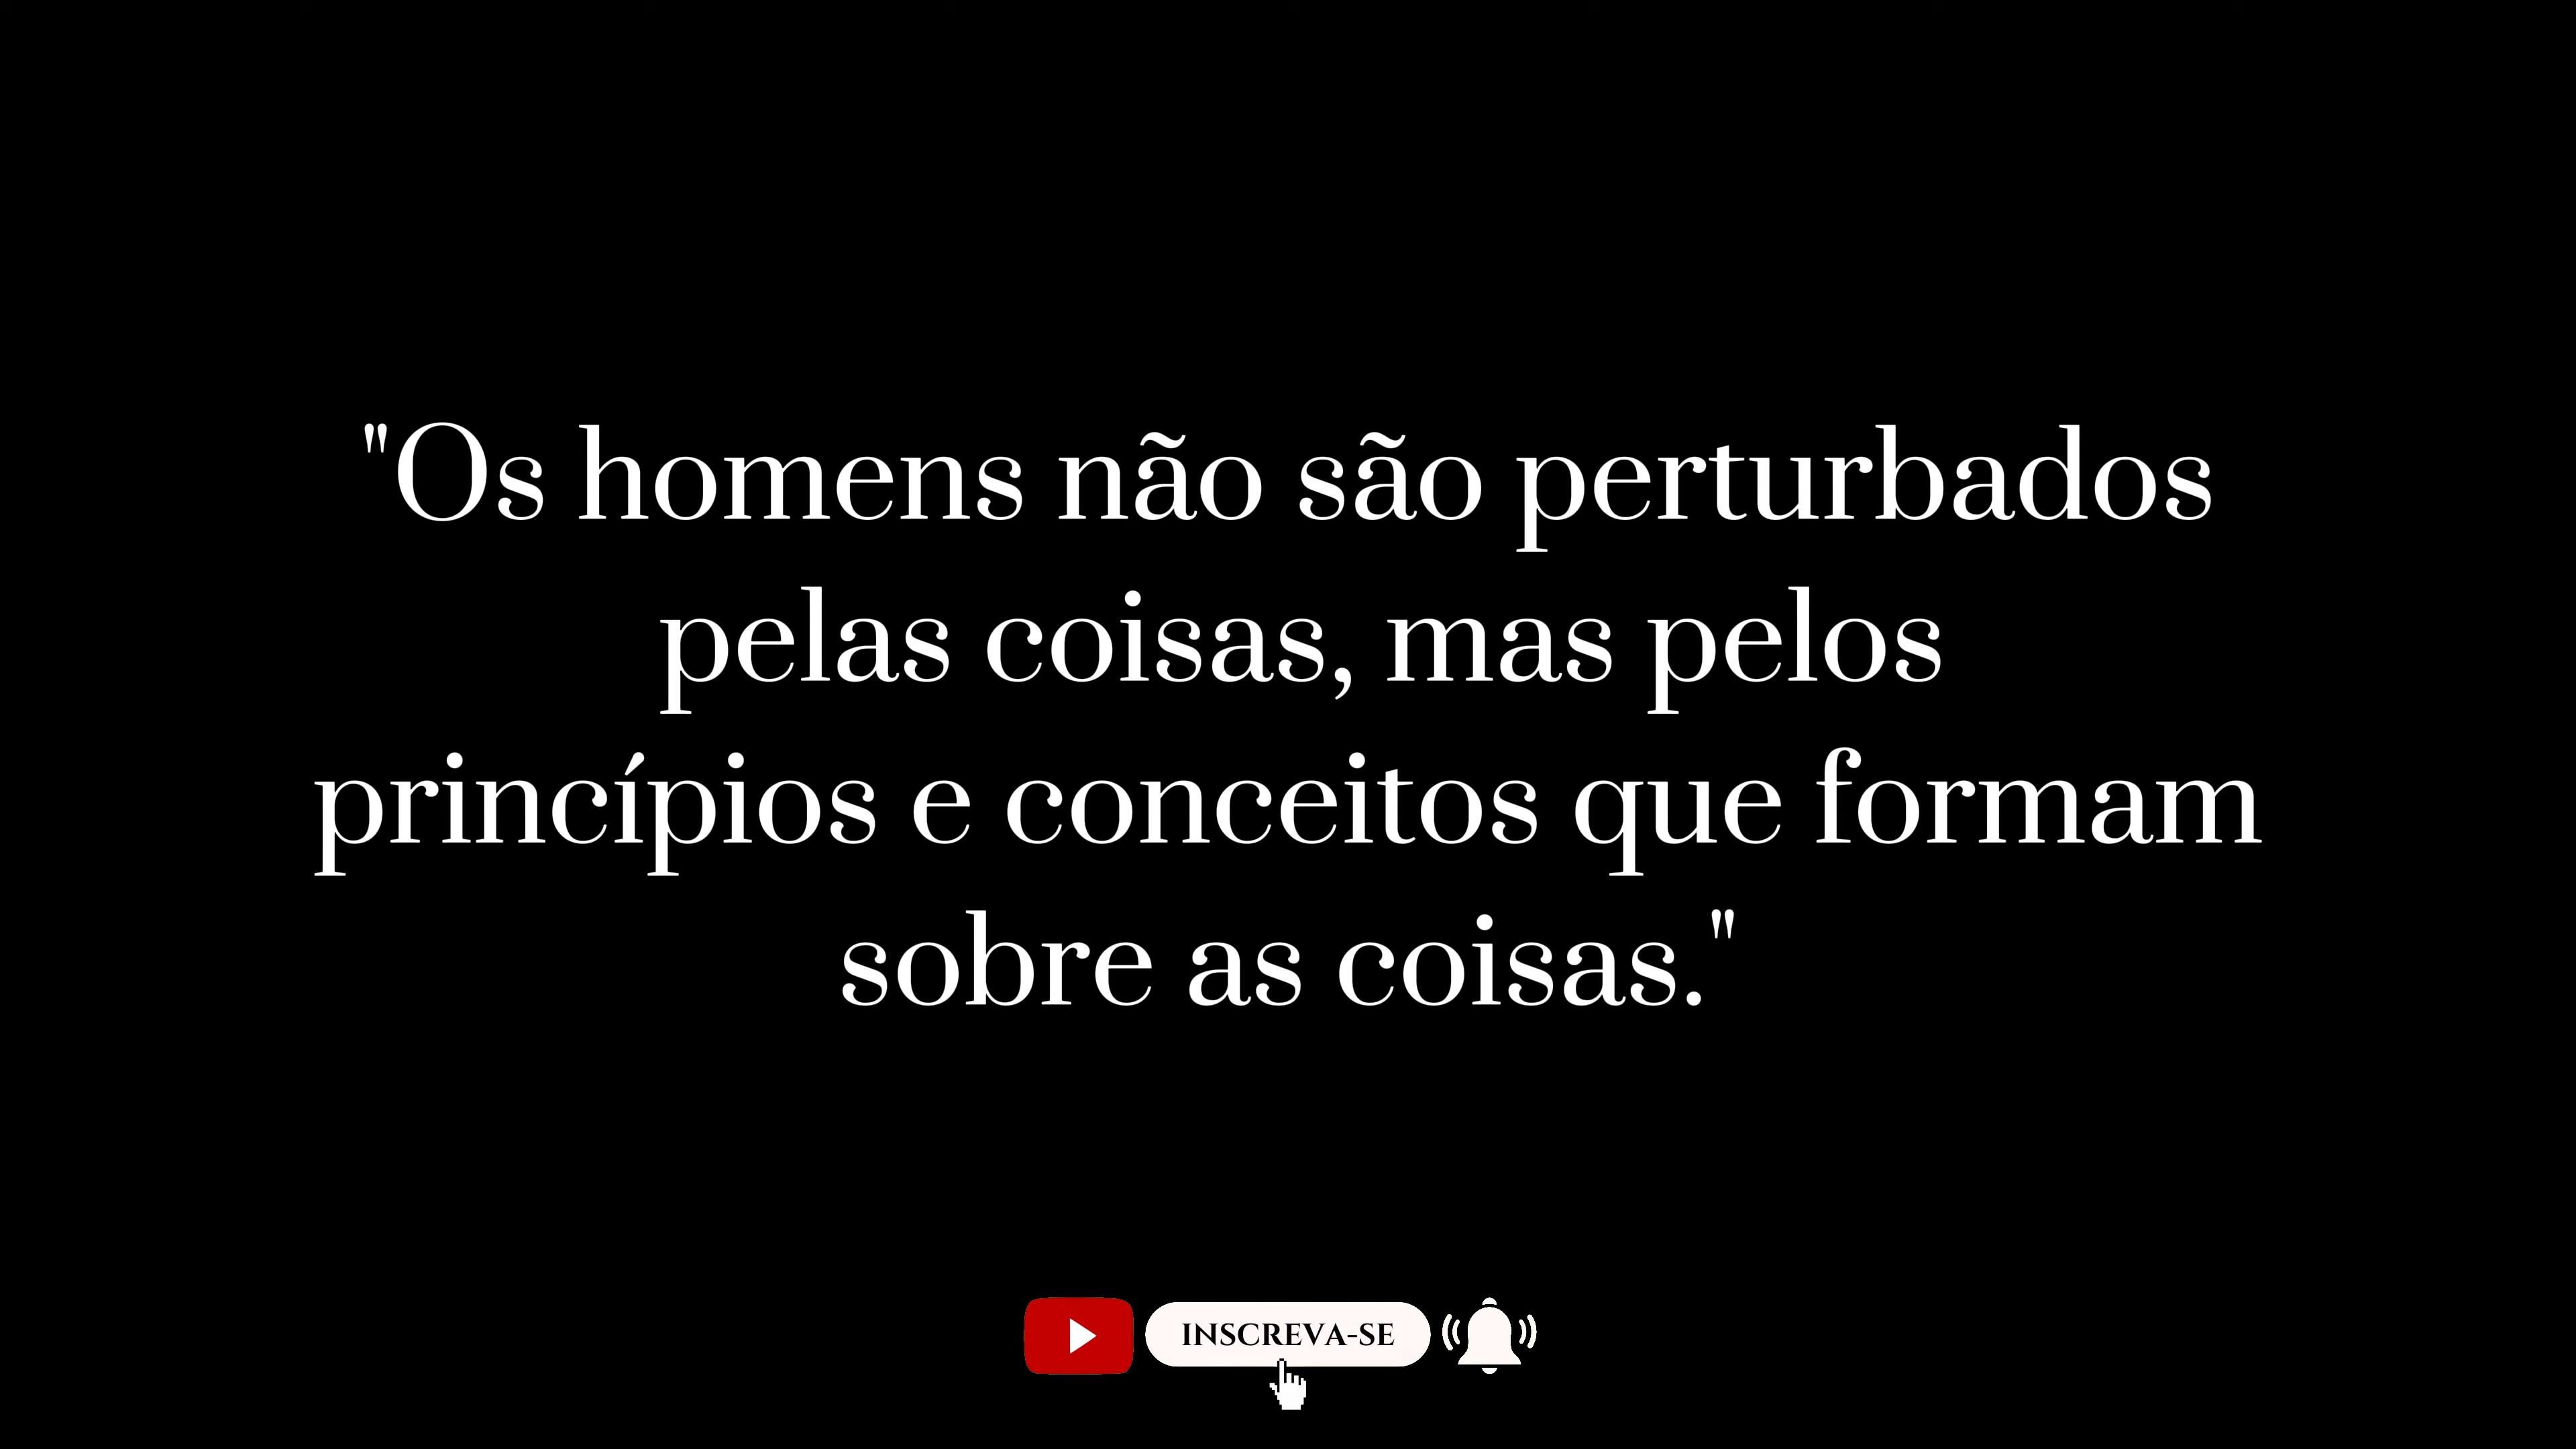 "Os homens não são perturbados
pelas coisas, mas pelos
princípios e conceitos que formam
sobre as coisas."
INSCREVA-SE